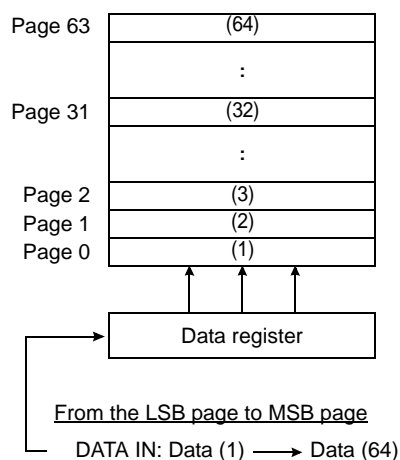 Page 63 (64)
:
Page 31 (32)
:
Page 2 (3)
Page 1 (2)
Page 0 (1)
Data register
From the LSB page to MSB page
DATA IN: Data (1) → Data (64)